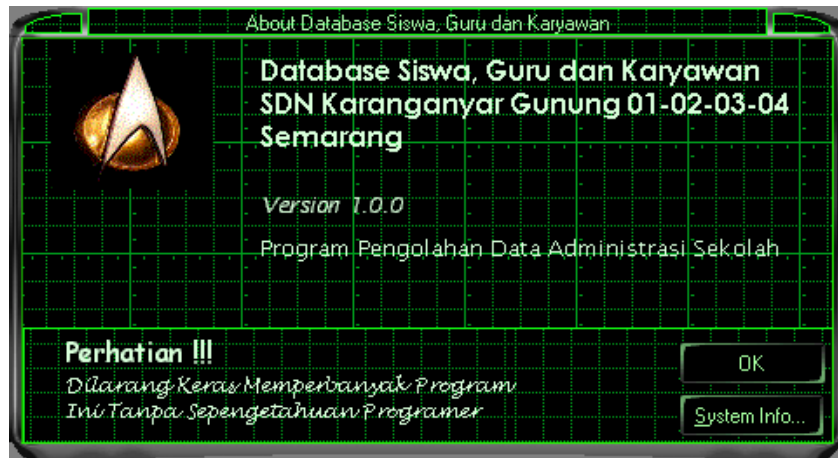 About Database Siswa, Guru dan Karyawan
Database Siswa, Guru dan Karyawan
SDN Karanganyar Gunung 01-02-03-04
Semarang
Version 1.0.0
Program Pengolahan Data Administrasi Sekolah
Perhatian !!!
Dilarang Keras Memperbanyak Program
Ini Tanpa Sepengetahuan Programer
OK
System Info...